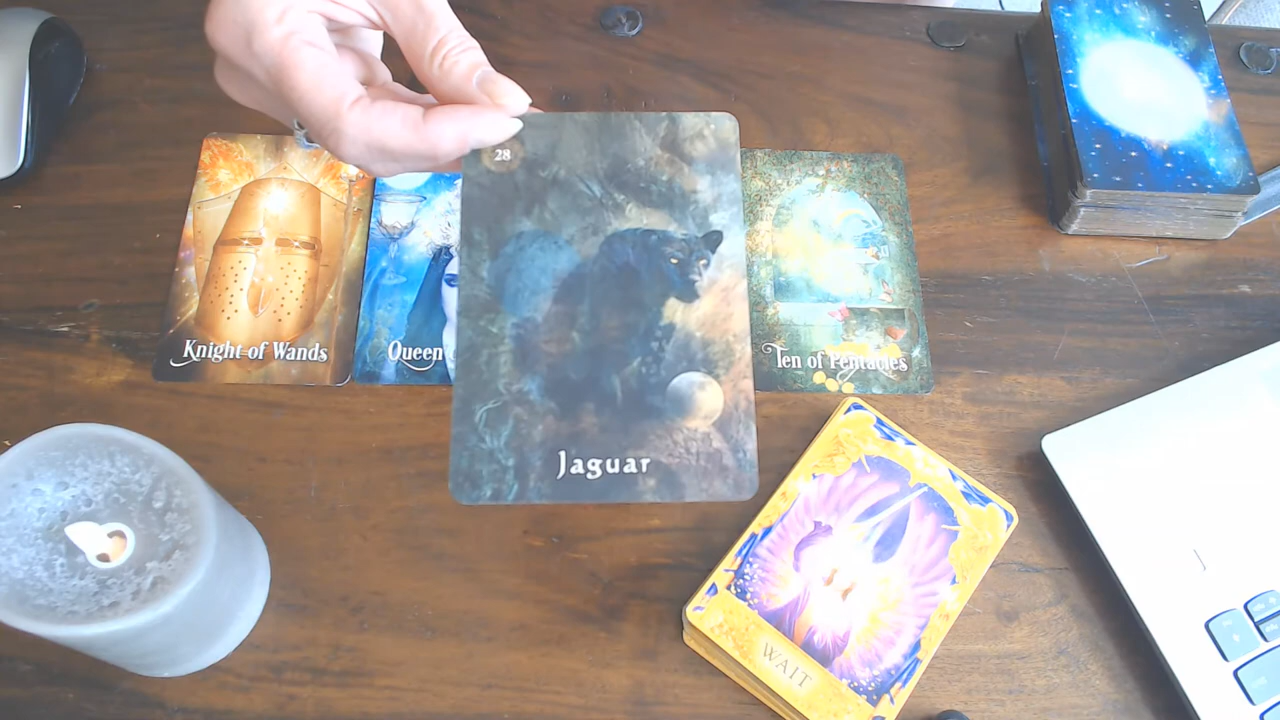 28
Knight of Wands
Queen
Ten of Pentacles
Jaguar
WAIT